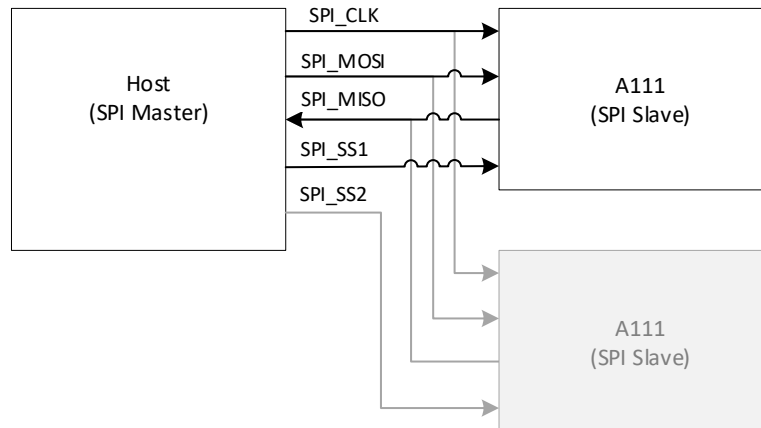 SPI_CLK
SPI_MOSI
SPI_MISO
SPI_SS1
SPI_SS2
Host
(SPI Master)
A111
(SPI Slave)
A111
(SPI Slave)